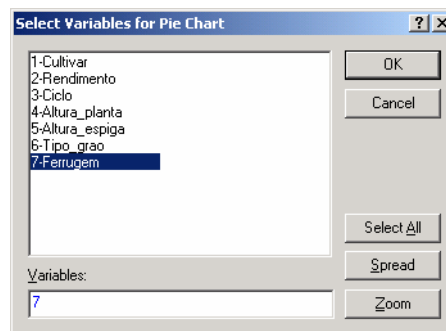 Select Variables for Pie Chart
1-Cultivar
2-Rendimento
3-Ciclo
4-Altura_planta
5-Altura_espiga
6-Tipo_grao
7-Ferrugem
OK
Cancel
Select All
Spread
Zoom
Variables:
7